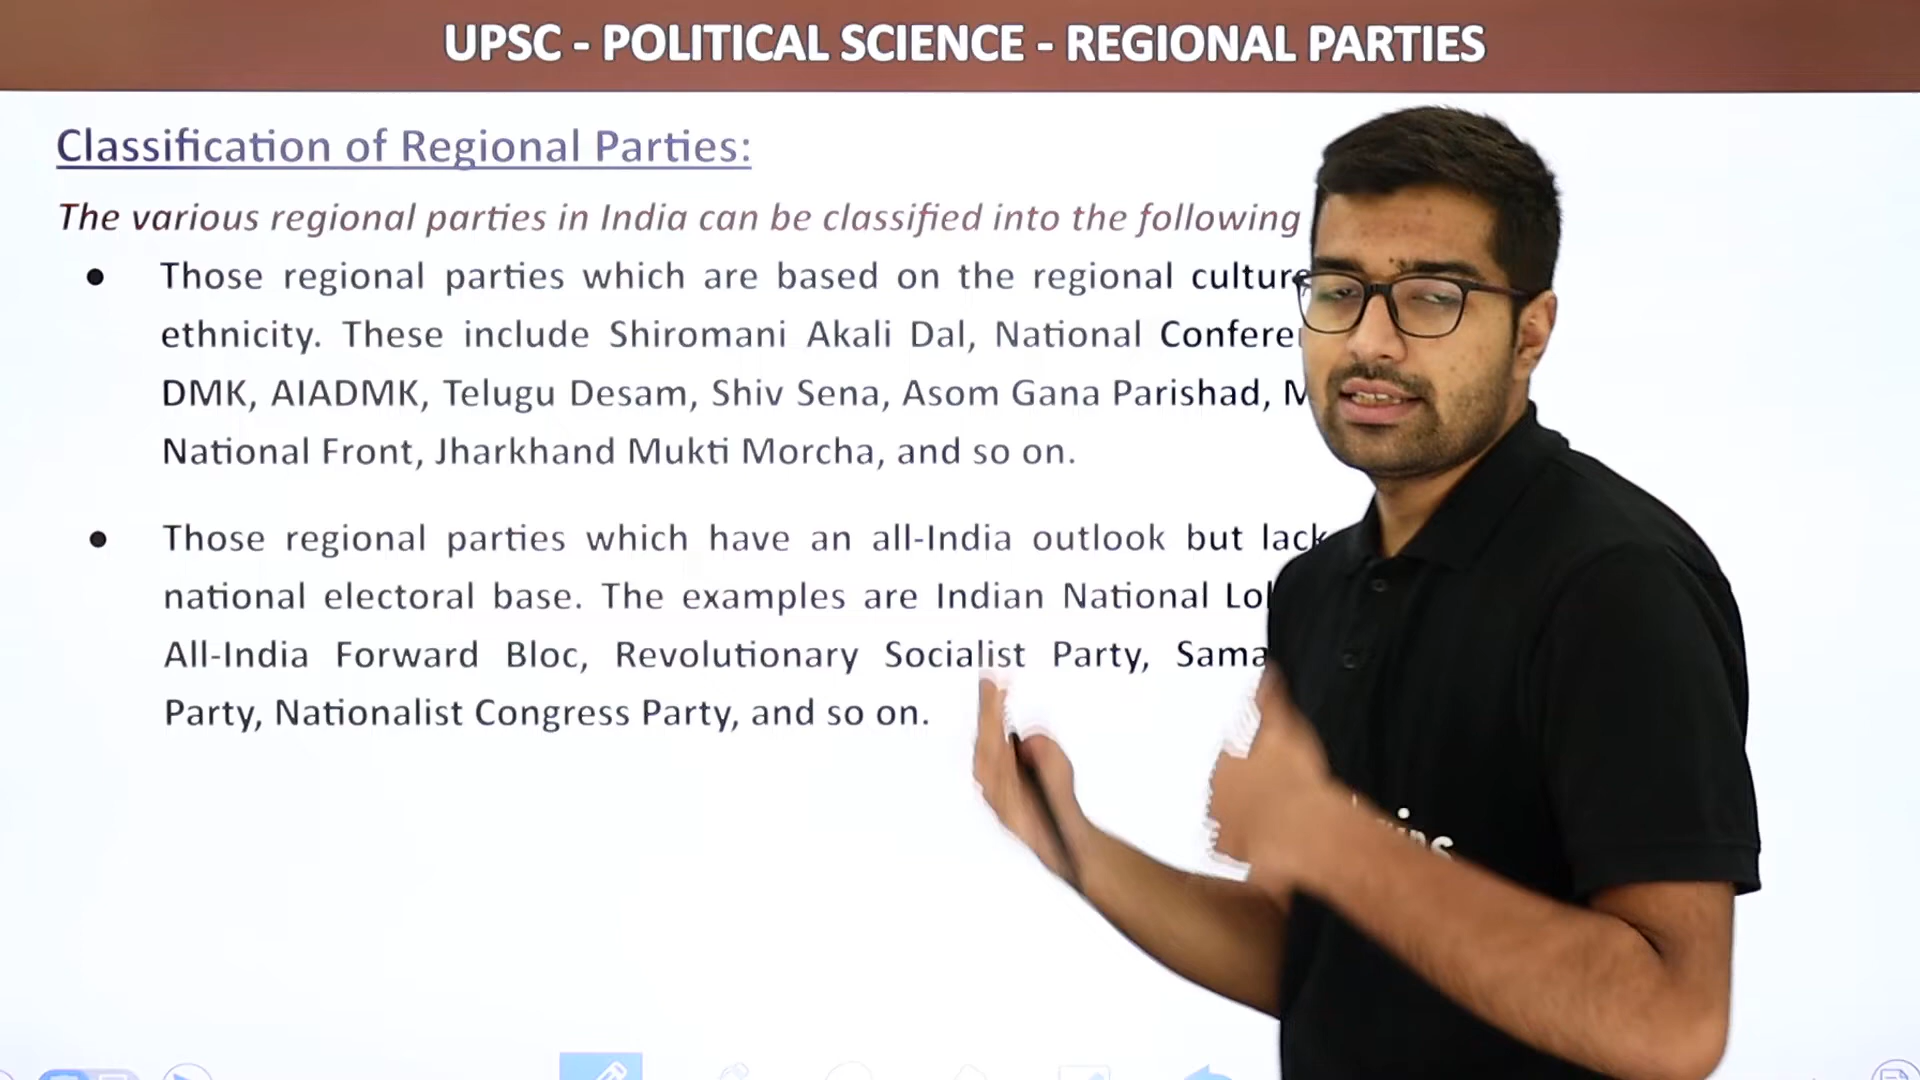 UPSC - POLITICAL SCIENCE - REGIONAL PARTIES
Classification of Regional Parties:
The various regional parties in India can be classified into the following
● Those regional parties which are based on the regional culture
ethnicity. These include Shiromani Akali Dal, National
DMK, AIADMK, Telugu Desam, Shiv Sena, Asom Gana Parishad,
National Front, Jharkhand Mukti Morcha, and so on.
● Those regional parties which have an all-India outlook but lack
national electoral base. The examples are Indian National
All-India Forward Bloc, Revolutionary Socialist Party,
Party, Nationalist Congress Party, and so on.